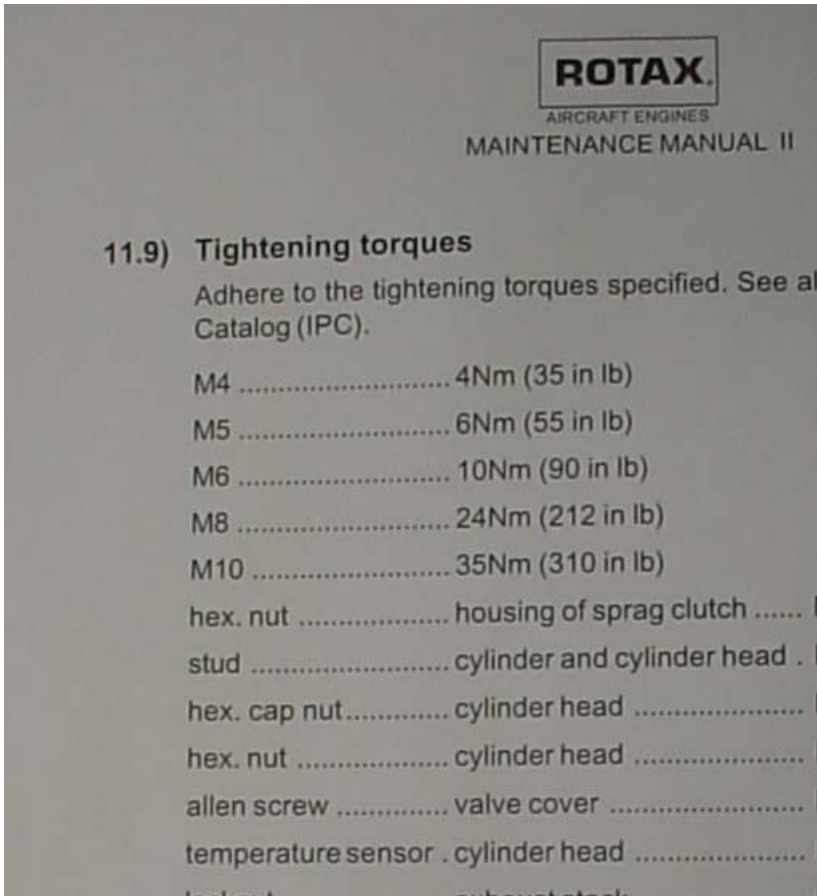 ROTAX.
AIRCRAFT ENGINES
MAINTENANCE MANUAL II
11.9) Tightening torques
Adhere to the tightening torques specified. See
Catalog (IPC).
M4 ........................... 4Nm (35 in lb)
M5 ........................... 6Nm (55 in lb)
M6 ........................... 10Nm (90 in lb)
M8 ........................... 24Nm (212 in lb)
M10 ......................... 35Nm (310 in lb)
hex. nut ................... housing of sprag clutch ......
stud ......................... cylinder and cylinder head .
hex. cap nut............. cylinder head ......................
hex. nut ................... cylinder head ......................
allen screw .............. valve cover .........................
temperature sensor . cylinder head ......................